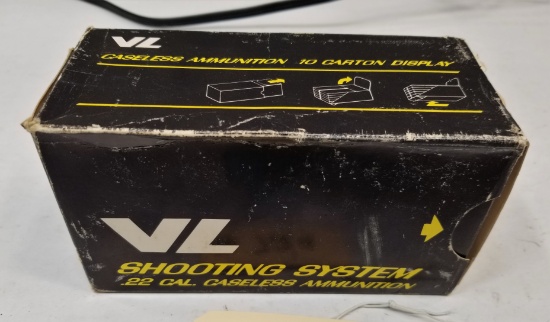 VL
CASELESS AMMUNITION 10 CARTON DISPLAY
VL
SHOOTING SYSTEM
.22 CAL. CASELESS AMMUNITION